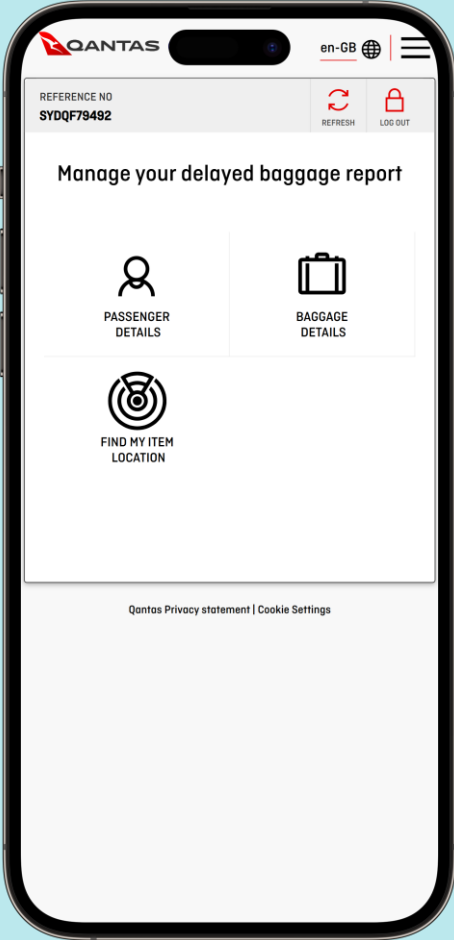 QANTAS
en-GB
REFERENCE NO
SYDQF79492
REFRESH
LOG OUT
Manage your delayed baggage report
PASSENGER
DETAILS
BAGGAGE
DETAILS
FIND MY ITEM
LOCATION
Qantas Privacy statement | Cookie Settings